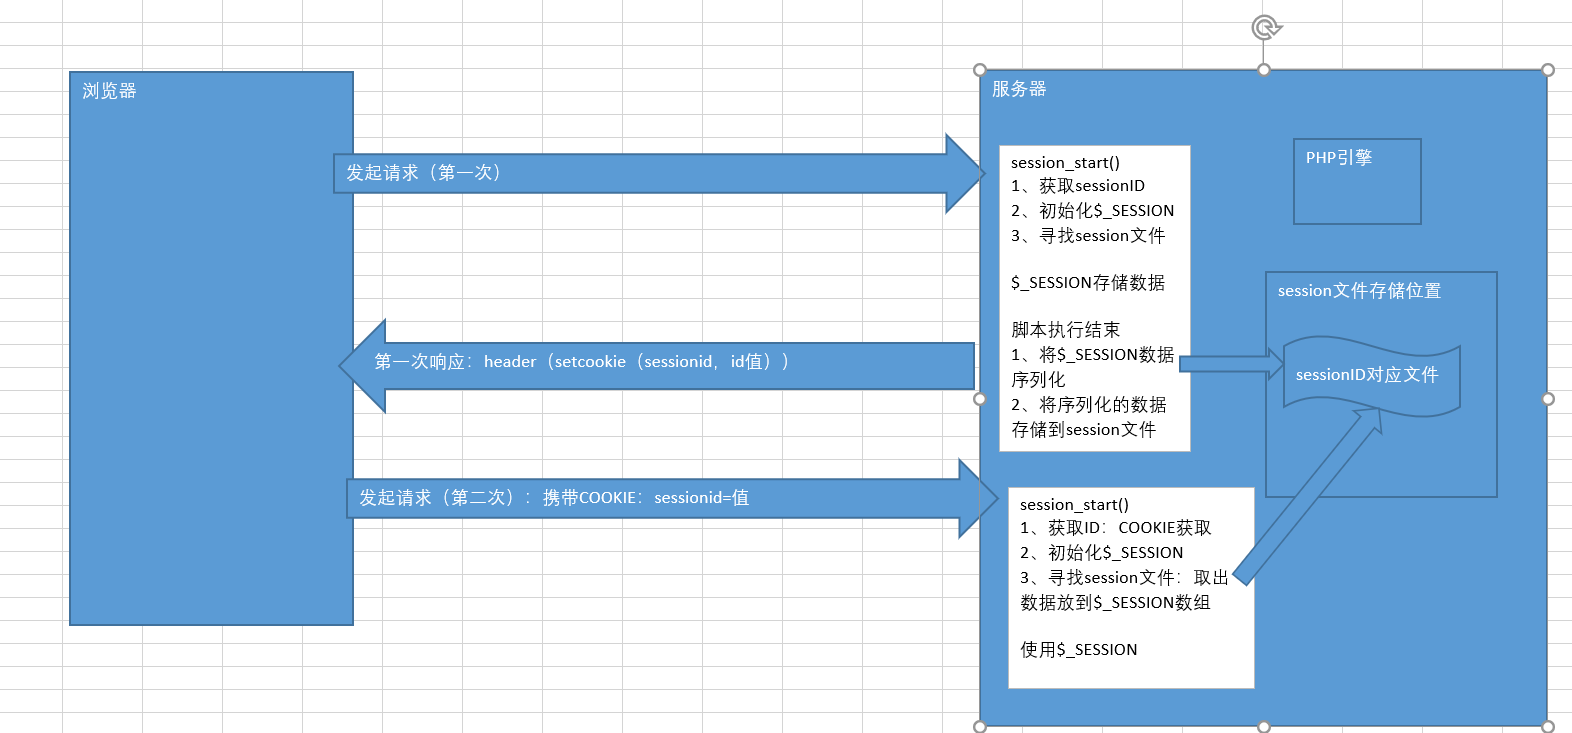 浏览器
服务器
发起请求（第一次）
session_start()
1、获取sessionID
2、初始化$_SESSION
3、寻找session文件
$_SESSION存储数据
脚本执行结束
1、将$_SESSION数据
序列化
2、将序列化的数据
存储到session文件
PHP引擎
session文件存储位置
sessionID对应文件
第一次响应：header（setcookie（sessionid，id值））
发起请求（第二次）：携带COOKIE：sessionid=值
session_start()
1、获取ID：COOKIE获取
2、初始化$_SESSION
3、寻找session文件：取出
数据放到$_SESSION数组
使用$_SESSION